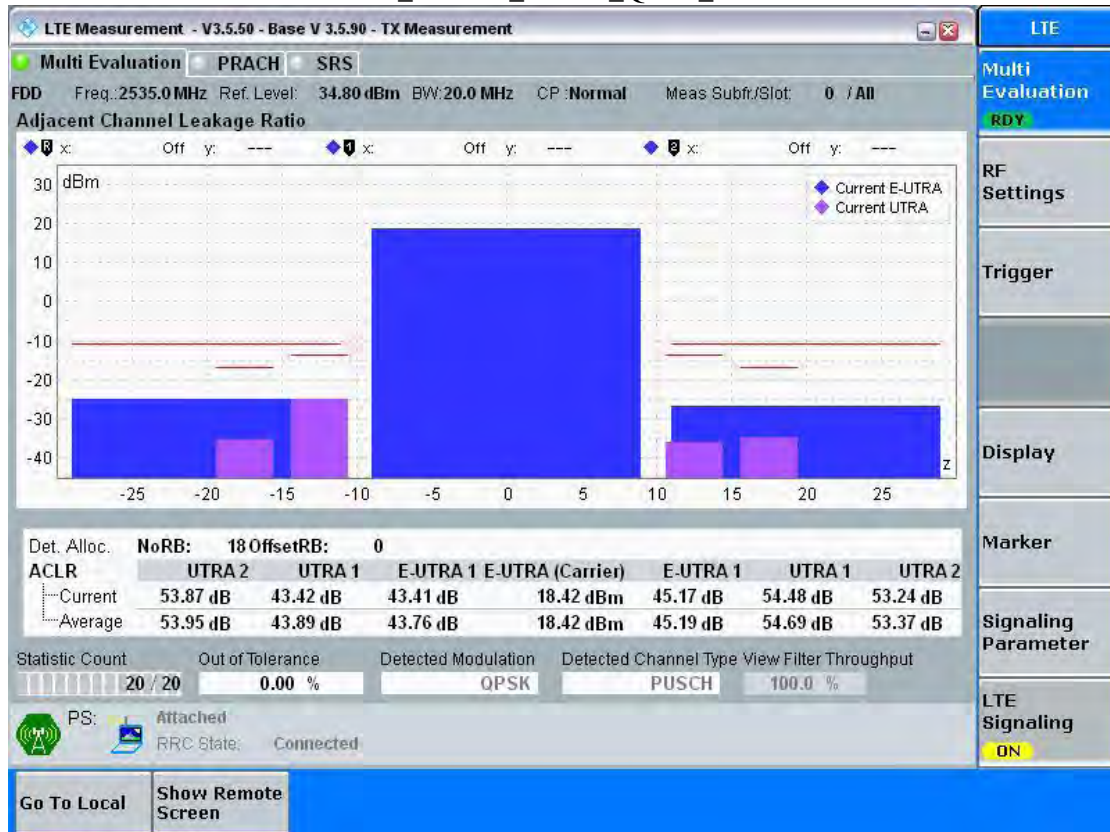 LTE Measurement - V3.5.50 - Base V 3.5.90 - TX Measurement
LTE
Multi Evaluation PRACH SRS
Multi Evaluation
RDY
FDD Freq.:2535.0 MHz Ref. Level: 34.80 dBm BW:20.0 MHz CP :Normal Meas Subfr./Slot: 0 / All
Adjacent Channel Leakage Ratio
R x: Off y: --- 1 x: Off y: --- 2 x: Off y: ---
dBm
Current E-UTRA
Current UTRA
30
20
10
0
-10
-20
-30
-40
z
-25 -20 -15 -10 -5 0 5 10 15 20 25
Det. Alloc. NoRB: 18 OffsetRB: 0
ACLR UTRA 2 UTRA 1 E-UTRA 1 E-UTRA (Carrier) E-UTRA 1 UTRA 1 UTRA 2
Current 53.87 dB 43.42 dB 43.41 dB 18.42 dBm 45.17 dB 54.48 dB 53.24 dB
Average 53.95 dB 43.89 dB 43.76 dB 18.42 dBm 45.19 dB 54.69 dB 53.37 dB
Statistic Count Out of Tolerance Detected Modulation Detected Channel Type View Filter Throughput
20 / 20 0.00 % QPSK PUSCH 100.0 %
PS: Attached
RRC State: Connected
RF
Settings
Trigger
Display
Marker
Signaling
Parameter
LTE
Signaling
ON
Go To Local
Show Remote
Screen